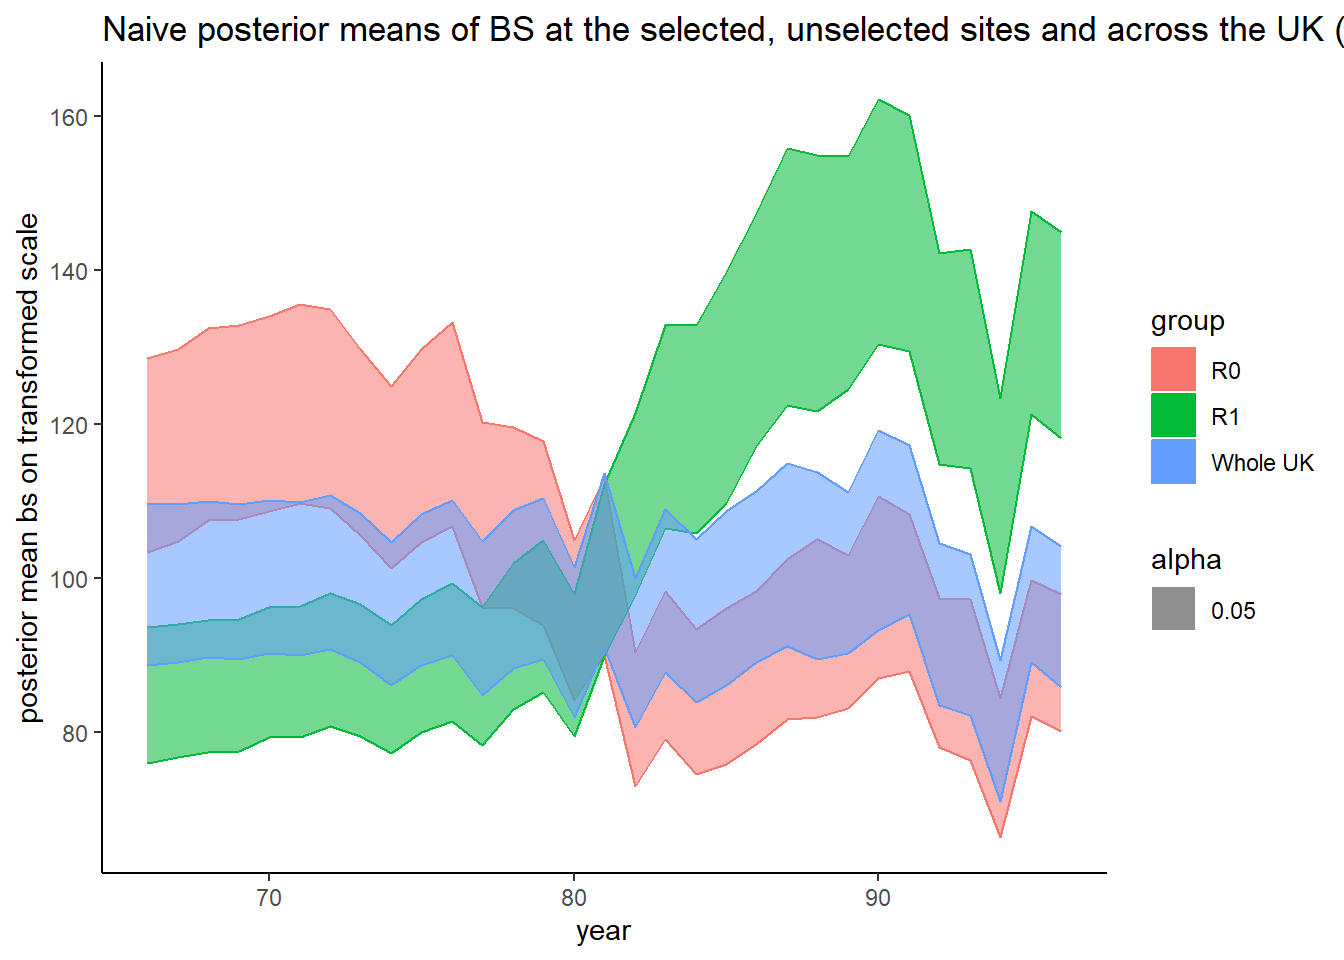 Naive posterior means of BS at the selected, unselected sites and across the UK (
posterior mean bs on transformed scale
160
140
120
100
80
70
80
90
year
group
R0
R1
Whole UK
alpha
0.05